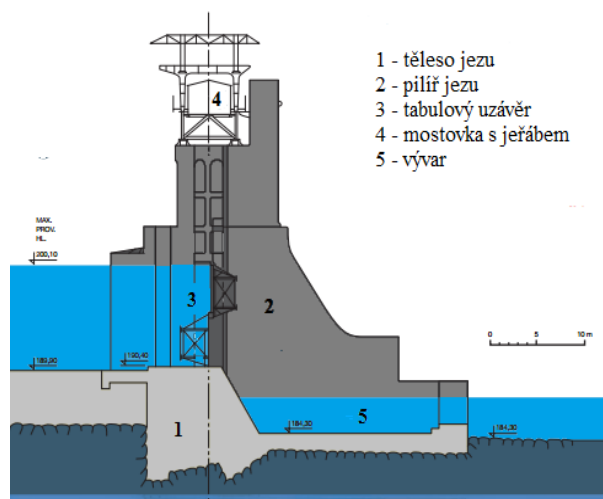 1 - těleso jezu
2 - pilíř jezu
3 - tabulový uzávěr
4 - mostovka s jeřábem
5 - vývar
4
MAX.
PROV.
HL.
200,10
3
2
0 5 10 m
190,40
189,90
1
5
184,30
184,30